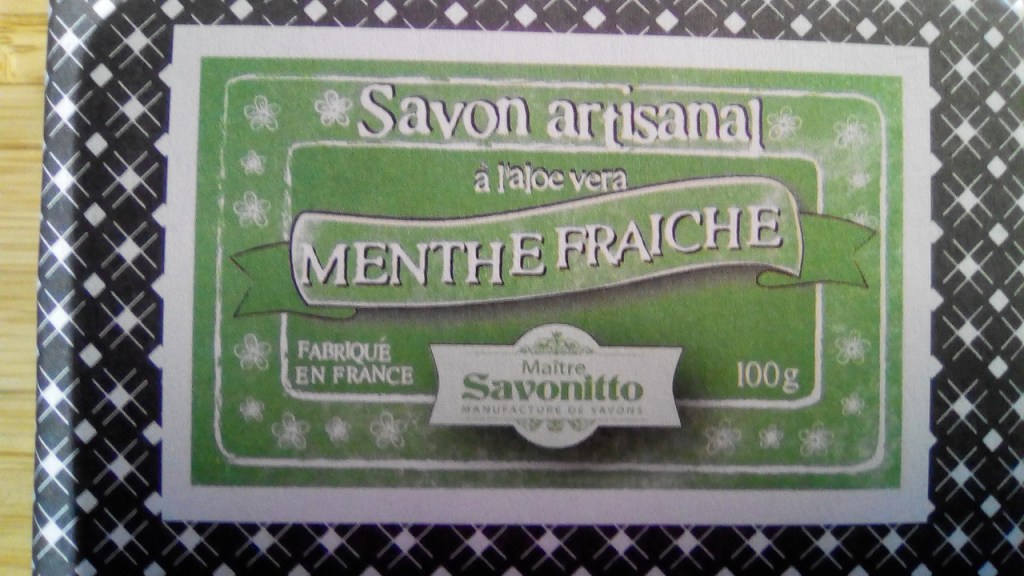 Savon artisanal
à l'aloe vera
MENTHE FRAICHE
FABRIQUÉ
EN FRANCE
Maître
Savonitto
MANUFACTURE DE SAVONS
100g